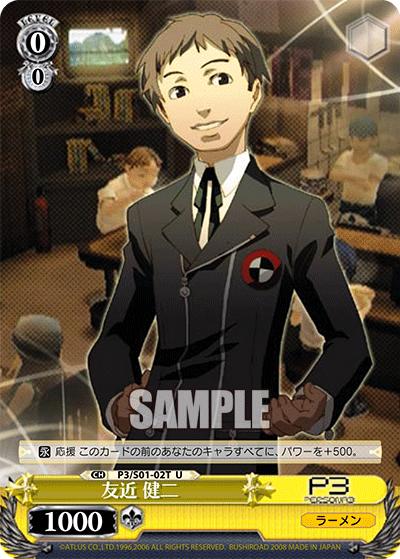 LEVEL
0
0
SAMPLE
永 応援 このカードの前のあなたのキャラすべてに、パワーを+500。
CH P3/S01-02T U
友近 健二
1000
P3
PERSONA3
ラーメン
©ATLUS CO.,LTD.1996,2006 ALL RIGHTS RESERVED. BUSHIROAD 2008 MADE IN JAPAN